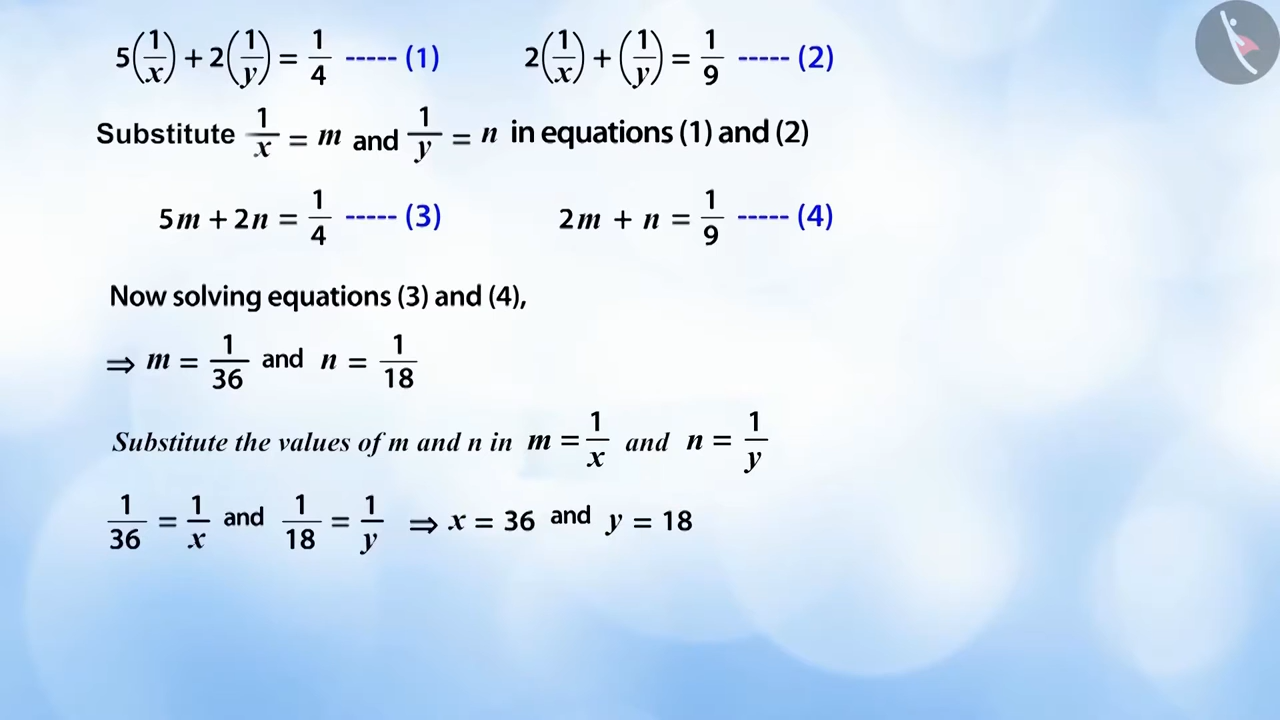 5(1/x) + 2(1/y) = 1/4 ----- (1) 2(1/x) + (1/y) = 1/9 ----- (2)
Substitute 1/x = m and 1/y = n in equations (1) and (2)
5m + 2n = 1/4 ----- (3) 2m + n = 1/9 ----- (4)
Now solving equations (3) and (4),
⇒ m = 1/36 and n = 1/18
Substitute the values of m and n in m = 1/x and n = 1/y
1/36 = 1/x and 1/18 = 1/y ⇒ x = 36 and y = 18